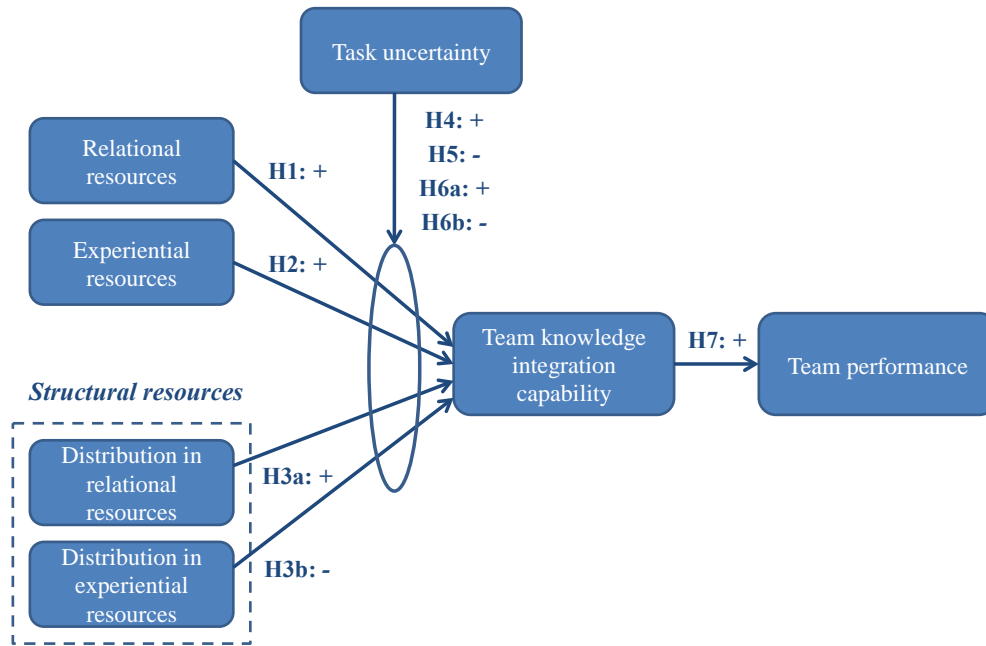 Task uncertainty
H4: +
H5: -
H6a: +
H6b: -
Relational
resources
H1: +
Experiential
resources
H2: +
Team knowledge
integration
capability
H7: +
Team performance
Structural resources
Distribution in
relational
resources
H3a: +
Distribution in
experiential
resources
H3b: -